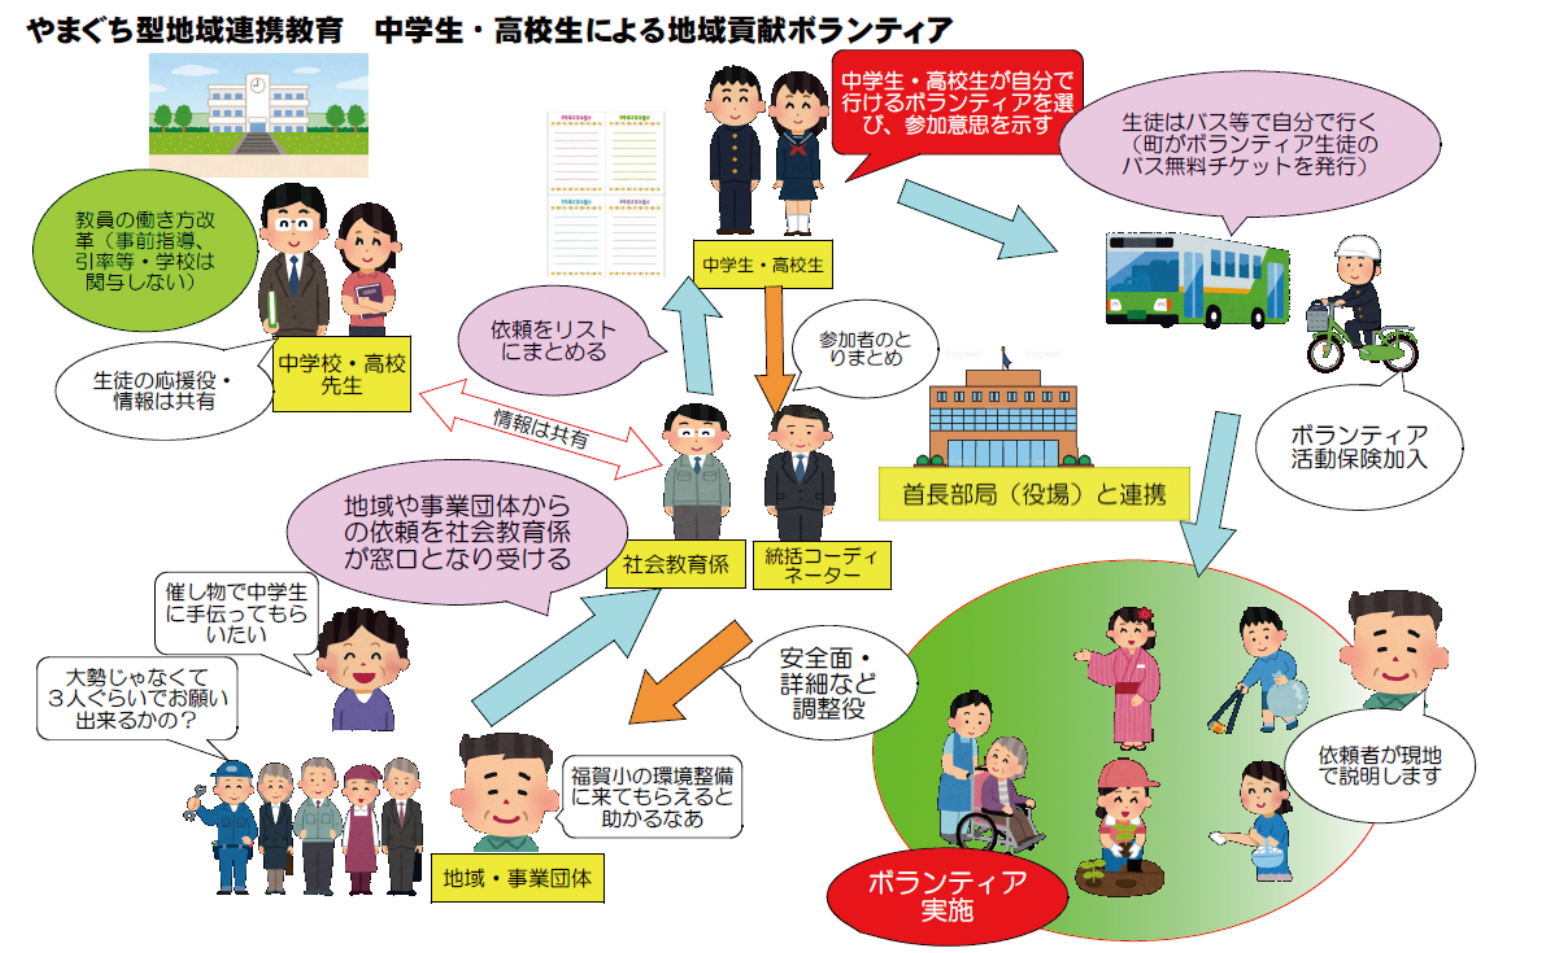 やまぐち型地域連携教育　中学生・高校生による地域貢献ボランティア
中学生・高校生が自分で
行けるボランティアを選
び、参加意思を示す
生徒はバス等で自分で行く
（町がボランティア生徒の
バス無料チケットを発行）
教員の働き方改
革（事前指導、
引率等・学校は
関与しない）
Message
Message
Message
Message
中学生・高校生
依頼をリスト
にまとめる
参加者のと
りまとめ
中学校・高校
先生
生徒の応援役・
情報は共有
情報は共有
ボランティア
活動保険加入
首長部局（役場）と連携
地域や事業団体から
の依頼を社会教育係
が窓口となり受ける
社会教育係
統括コーディ
ネーター
催し物で中学生
に手伝ってもら
いたい
大勢じゃなくて
３人ぐらいでお願い
出来るかの？
安全面・
詳細など
調整役
福賀小の環境整備
に来てもらえると
助かるなあ
地域・事業団体
依頼者が現地
で説明します
ボランティア
実施